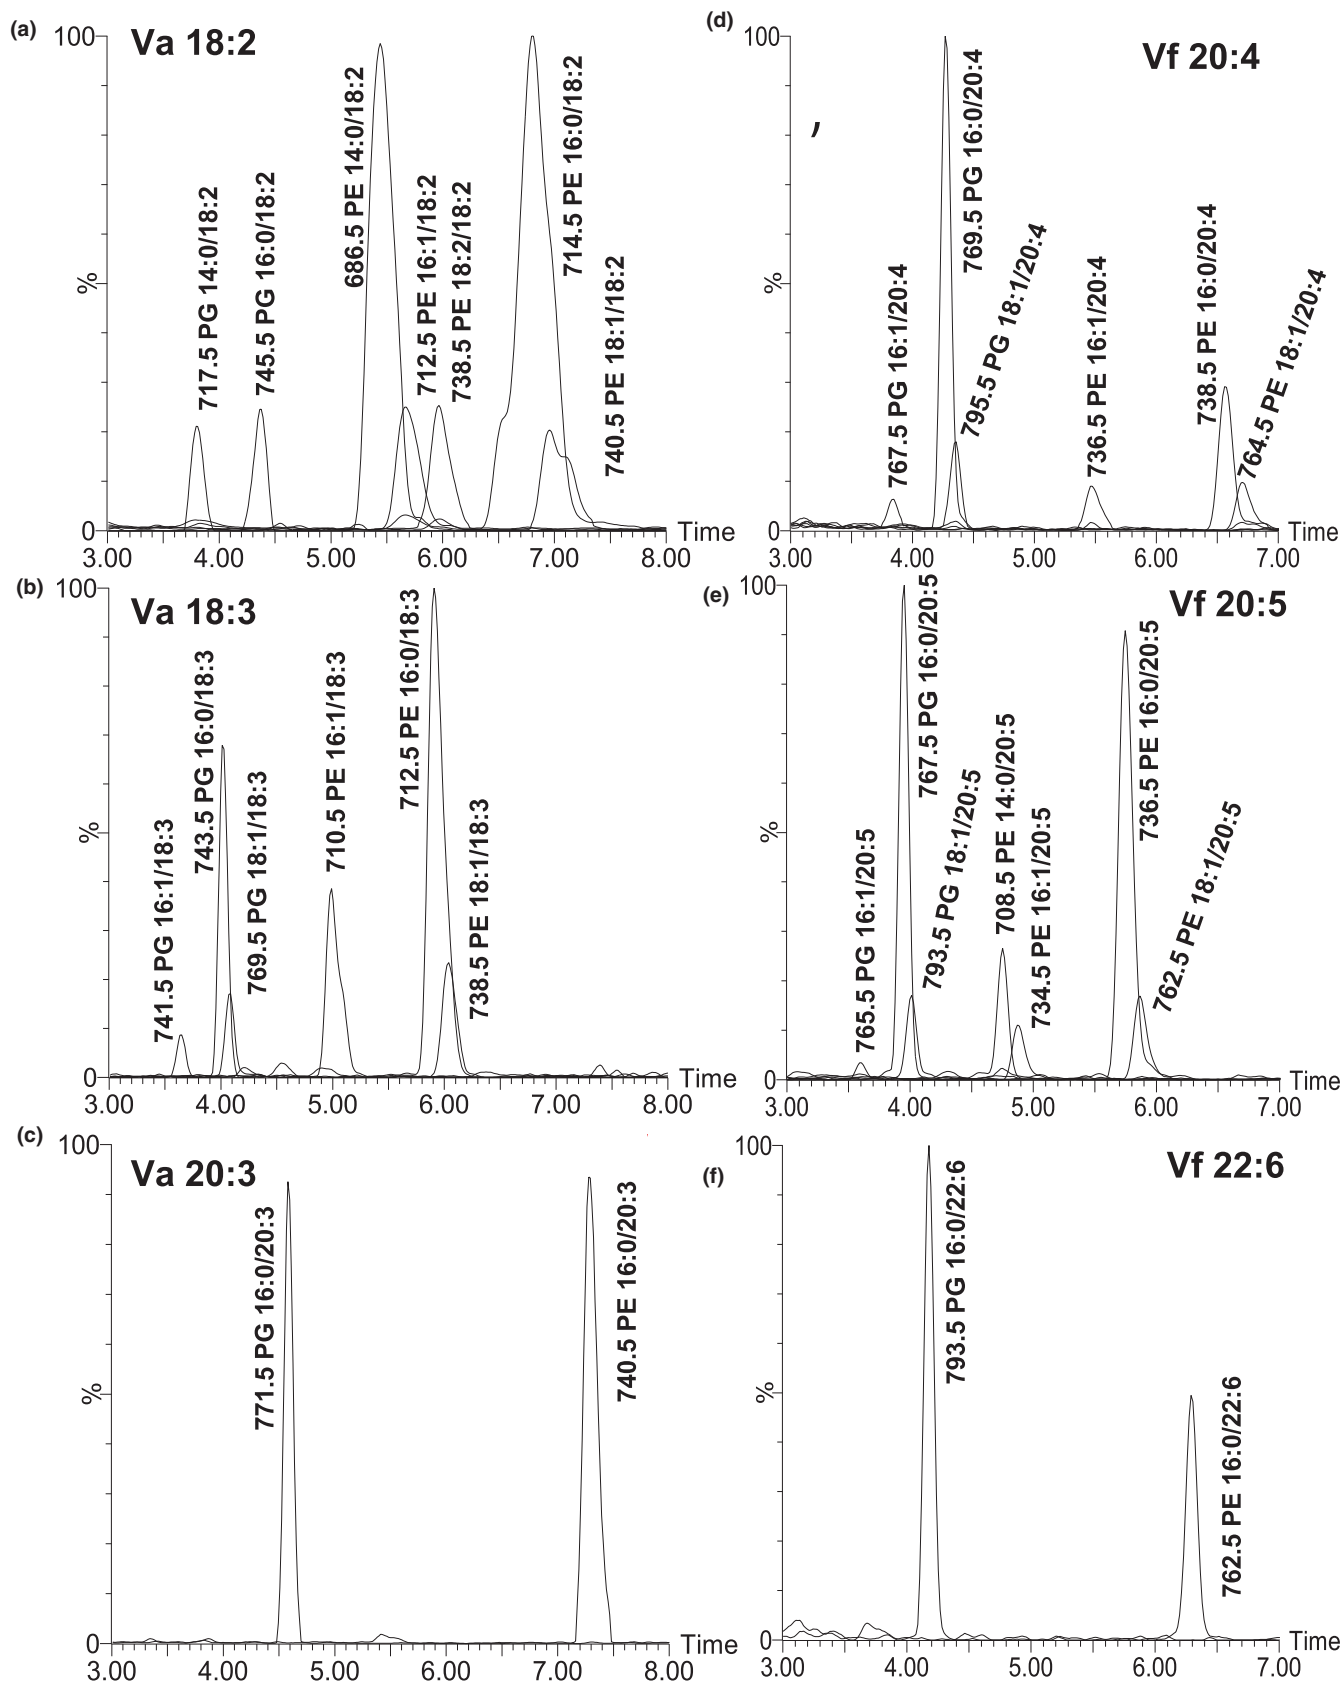 (a)
Va 18:2
100
%
0
717.5 PG 14:0/18:2
745.5 PG 16:0/18:2
686.5 PE 14:0/18:2
712.5 PE 16:1/18:2
738.5 PE 18:2/18:2
714.5 PE 16:0/18:2
740.5 PE 18:1/18:2
3.00 4.00 5.00 6.00 7.00 8.00
Time
(b)
Va 18:3
100
%
0
741.5 PG 16:1/18:3
743.5 PG 16:0/18:3
769.5 PG 18:1/18:3
710.5 PE 16:1/18:3
712.5 PE 16:0/18:3
738.5 PE 18:1/18:3
3.00 4.00 5.00 6.00 7.00 8.00
Time
(c)
Va 20:3
100
%
0
771.5 PG 16:0/20:3
740.5 PE 16:0/20:3
3.00 4.00 5.00 6.00 7.00 8.00
Time
(d)
Vf 20:4
100
,
%
0
767.5 PG 16:1/20:4
769.5 PG 16:0/20:4
795.5 PG 18:1/20:4
736.5 PE 16:1/20:4
738.5 PE 16:0/20:4
764.5 PE 18:1/20:4
3.00 4.00 5.00 6.00 7.00
Time
(e)
Vf 20:5
100
%
0
765.5 PG 16:1/20:5
767.5 PG 16:0/20:5
793.5 PG 18:1/20:5
708.5 PE 14:0/20:5
734.5 PE 16:1/20:5
736.5 PE 16:0/20:5
762.5 PE 18:1/20:5
3.00 4.00 5.00 6.00 7.00
Time
(f)
Vf 22:6
100
%
0
793.5 PG 16:0/22:6
762.5 PE 16:0/22:6
3.00 4.00 5.00 6.00 7.00
Time